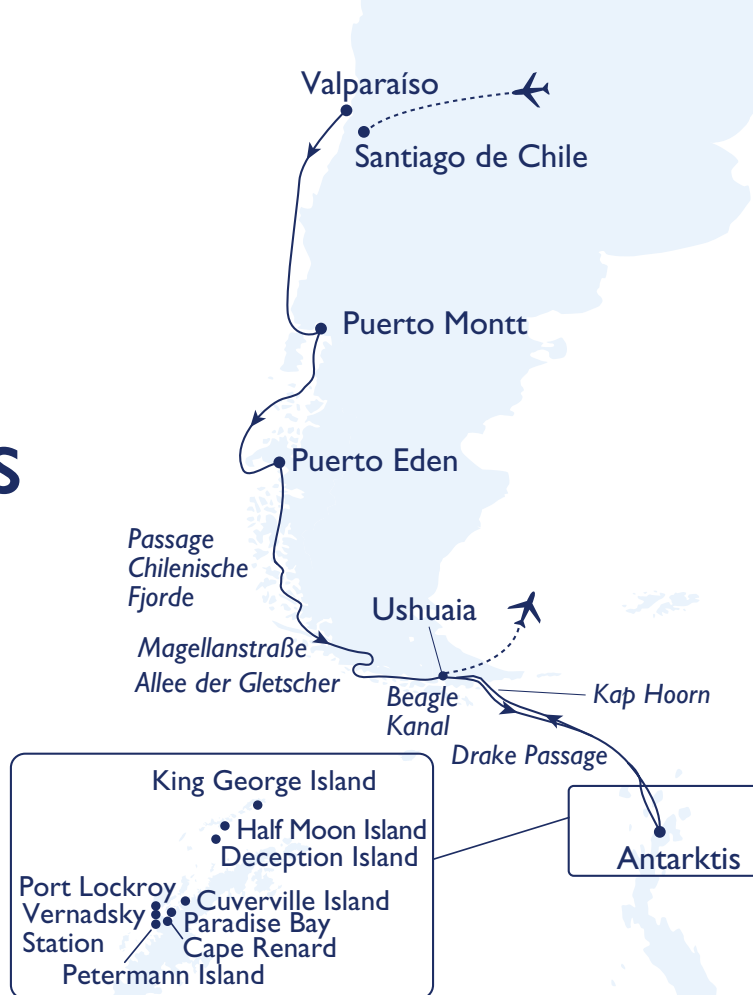 Valparaíso
Santiago de Chile
Puerto Montt
s
Puerto Eden
Passage
Chilenische
Fjorde
Ushuaia
Magellanstraße
Allee der Gletscher
Beagle
Kanal
Kap Hoorn
Drake Passage
Antarktis
King George Island
Half Moon Island
Deception Island
Port Lockroy
Cuverville Island
Vernadsky
Station
Paradise Bay
Cape Renard
Petermann Island